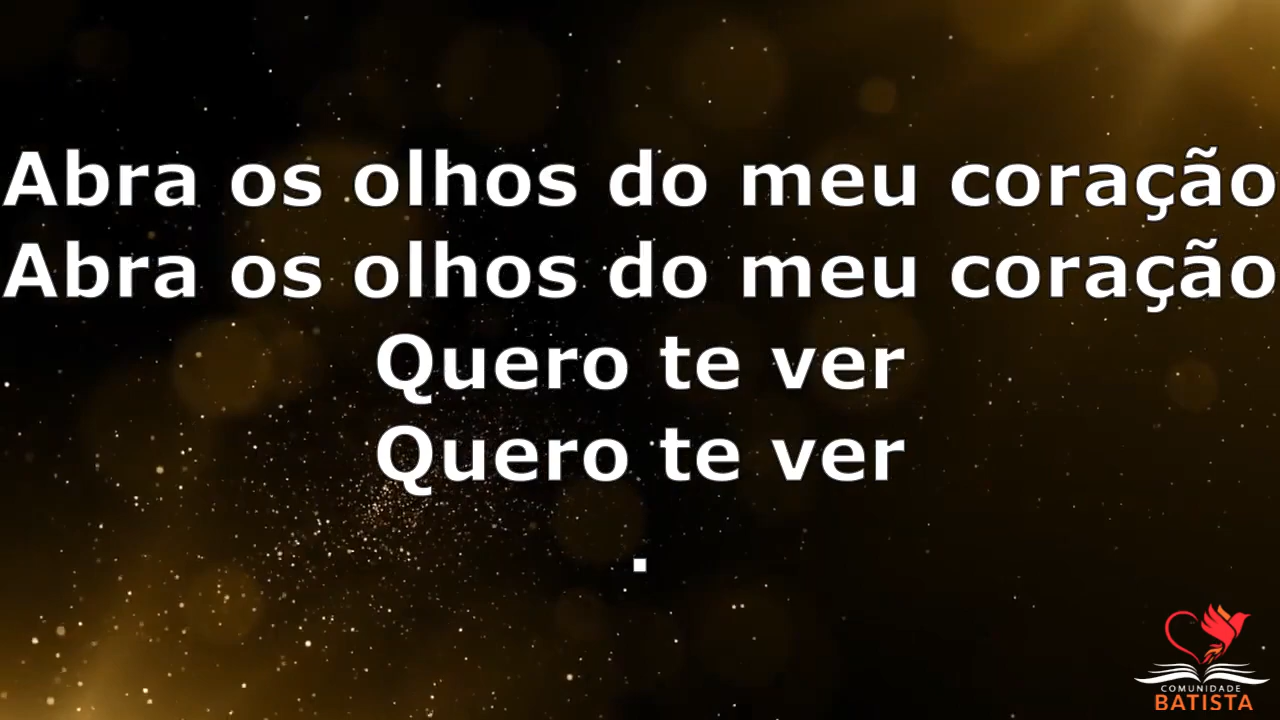 Abra os olhos do meu coração
Abra os olhos do meu coração
Quero te ver
Quero te ver
.
COMUNIDADE
BATISTA